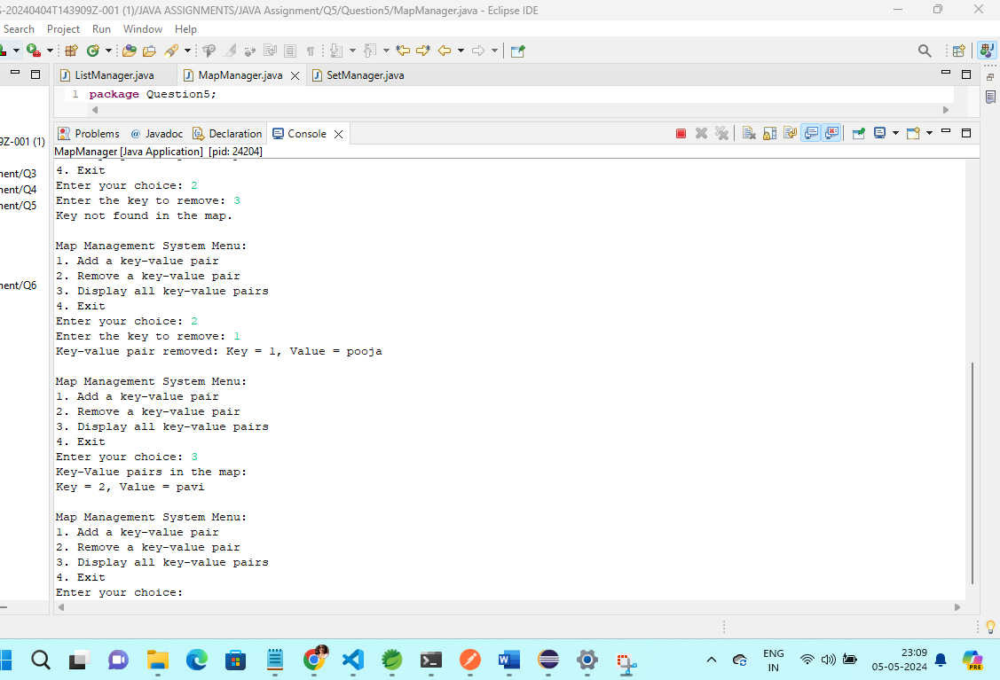 S-20240404T143909Z-001 (1)/JAVA ASSIGNMENTS/JAVA Assignment/Q5/Question5/MapManager.java - Eclipse IDE
Search Project Run Window Help
ListManager.java MapManager.java SetManager.java
1 package Question5;
9Z-001 (1)
ment/Q3
ment/Q4
ment/Q5
ment/Q6
Problems @ Javadoc Declaration Console
MapManager [Java Application] [pid: 24204]
4. Exit
Enter your choice: 2
Enter the key to remove: 3
Key not found in the map.
Map Management System Menu:
1. Add a key-value pair
2. Remove a key-value pair
3. Display all key-value pairs
4. Exit
Enter your choice: 2
Enter the key to remove: 1
Key-value pair removed: Key = 1, Value = pooja
Map Management System Menu:
1. Add a key-value pair
2. Remove a key-value pair
3. Display all key-value pairs
4. Exit
Enter your choice: 3
Key-Value pairs in the map:
Key = 2, Value = pavi
Map Management System Menu:
1. Add a key-value pair
2. Remove a key-value pair
3. Display all key-value pairs
4. Exit
Enter your choice:
ENG
IN
23:09
05-05-2024
PRE